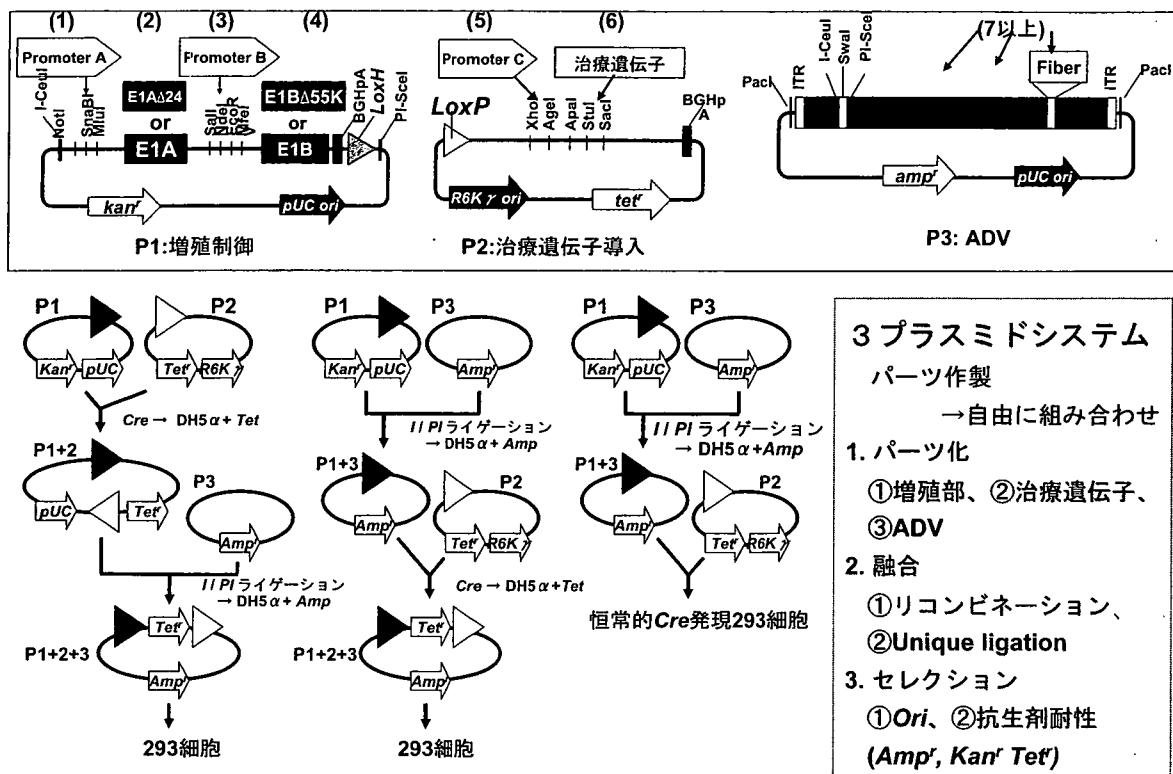 (1) (2) (3) (4) (5) (6) (7以上)
Promoter A
Promoter B
Promoter C
治療遺伝子
I-CeuI
NotI
SnaBI
MluI
E1AΔ24
or
E1A
SalI
NdeI
EcoR
V
MfeI
E1BΔ55K
or
E1B
BGHpA
LoxH
PI-SceI
kanʳ
pUC ori
P1:増殖制御
LoxP
XhoI
AgeI
ApaI
StuI
SacI
BGHp
A
R6Kγ ori
tetʳ
P2:治療遺伝子導入
PacI
ITR
I-CeuI
SwaI
PI-SceI
Fiber
ITR
PacI
ampʳ
pUC ori
P3: ADV
P1
P2
Kanʳ pUC
Tetʳ R6Kγ
Cre → DH5α+ Tet
P1+2
pUC
Tetʳ
P3
Ampʳ
I / PI ライゲーション
→ DH5α+ Amp
Tetʳ
P1+2+3
Ampʳ
293細胞
P1
P3
Kanʳ pUC
Ampʳ
I / PI ライゲーション
→ DH5α+ Amp
P1+3
P2
Ampʳ
Tetʳ R6Kγ
Cre → DH5α+Tet
Tetʳ
P1+2+3
Ampʳ
293細胞
P1
P3
Kanʳ pUC
Ampʳ
I / PI ライゲーション
→ DH5α+Amp
P1+3
P2
Ampʳ
Tetʳ R6Kγ
恒常的Cre発現293細胞
3プラスミドシステム
パーツ作製
→自由に組み合わせ
1. パーツ化
①増殖部、②治療遺伝子、
③ADV
2. 融合
①リコンビネーション、
②Unique ligation
3. セレクション
①Ori、②抗生剤耐性
(Ampʳ, Kanʳ Tetʳ)